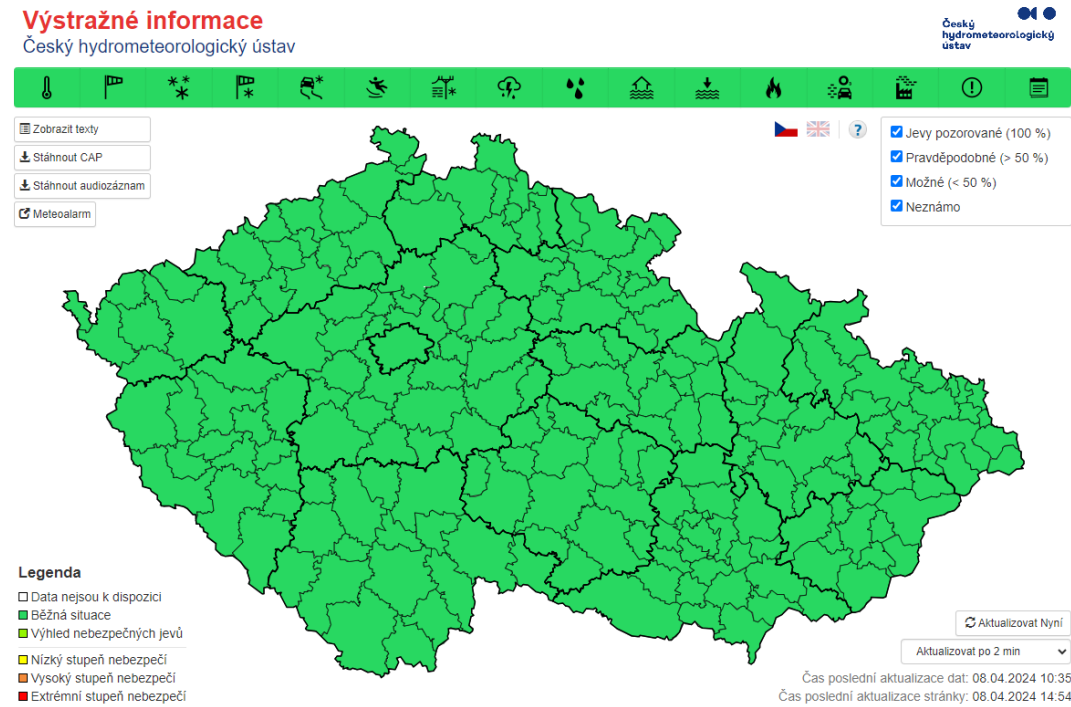 Výstražné informace
Český hydrometeorologický ústav
Český
hydrometeorologický
ústav
Zobrazit texty
Stáhnout CAP
Stáhnout audiozáznam
Meteoalarm
?
Jevy pozorované (100 %)
Pravděpodobné (> 50 %)
Možné (< 50 %)
Neznámo
Legenda
Data nejsou k dispozici
Běžná situace
Výhled nebezpečných jevů
Nízký stupeň nebezpečí
Vysoký stupeň nebezpečí
Extrémní stupeň nebezpečí
Aktualizovat Nyní
Aktualizovat po 2 min
Čas poslední aktualizace dat: 08.04.2024 10:35
Čas poslední aktualizace stránky: 08.04.2024 14:54